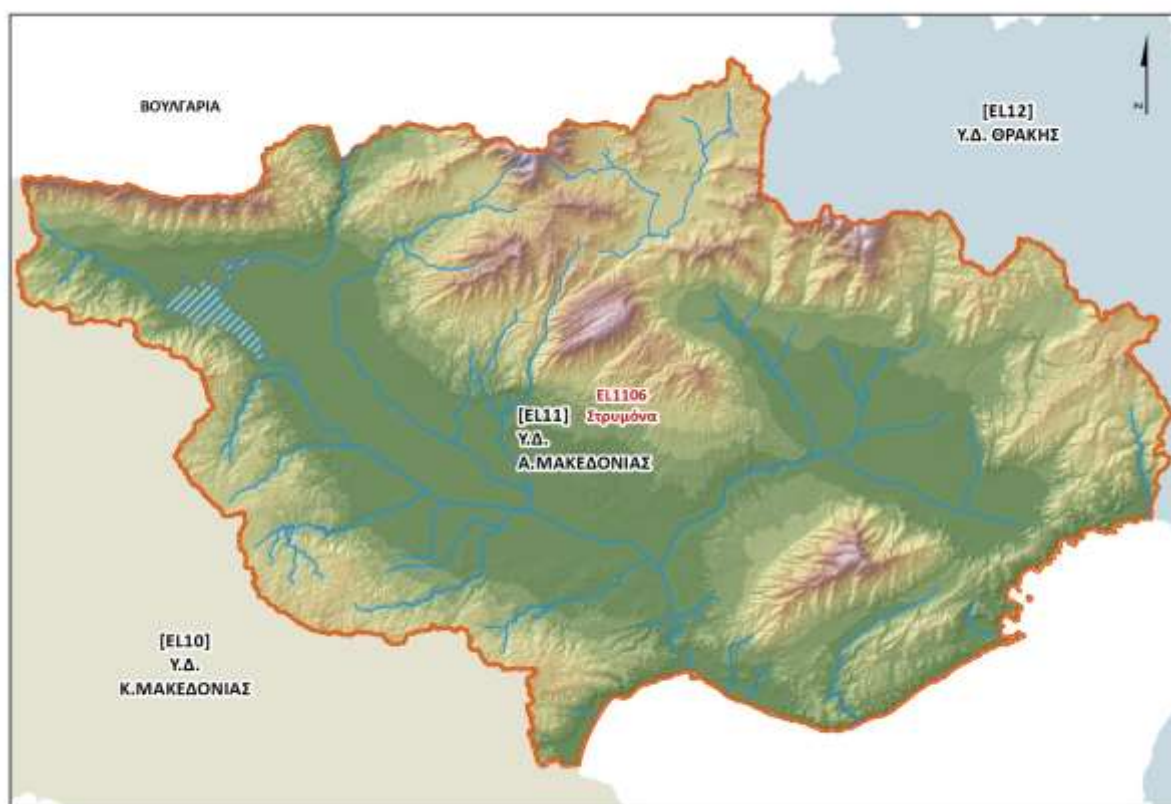 ΒΟΥΛΓΑΡΙΑ
[EL12]
Υ.Δ. ΘΡΑΚΗΣ
N
EL1106
Στρυμόνα
[EL11]
Υ.Δ.
Α.ΜΑΚΕΔΟΝΙΑΣ
[EL10]
Υ.Δ.
Κ.ΜΑΚΕΔΟΝΙΑΣ